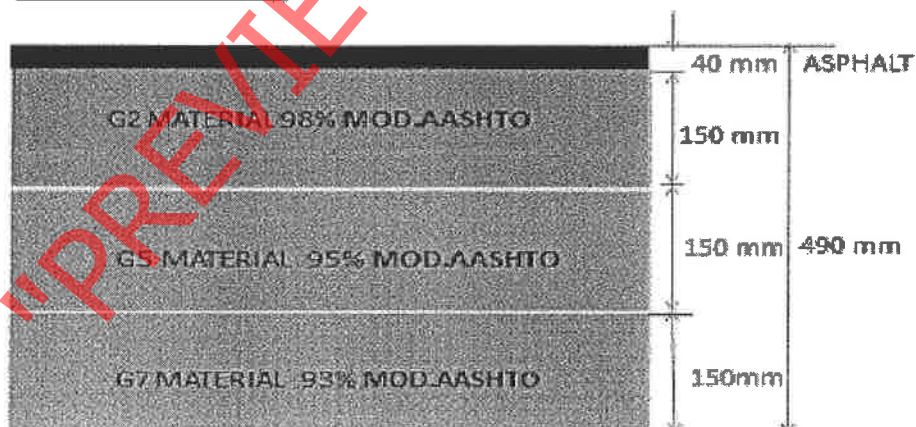 40 mm ASPHALT
G2 MATERIAL 98% MOD.AASHTO
150 mm
G5 MATERIAL 95% MOD.AASHTO
150 mm 490 mm
G7 MATERIAL 93% MOD.AASHTO
150mm
"PREVIE